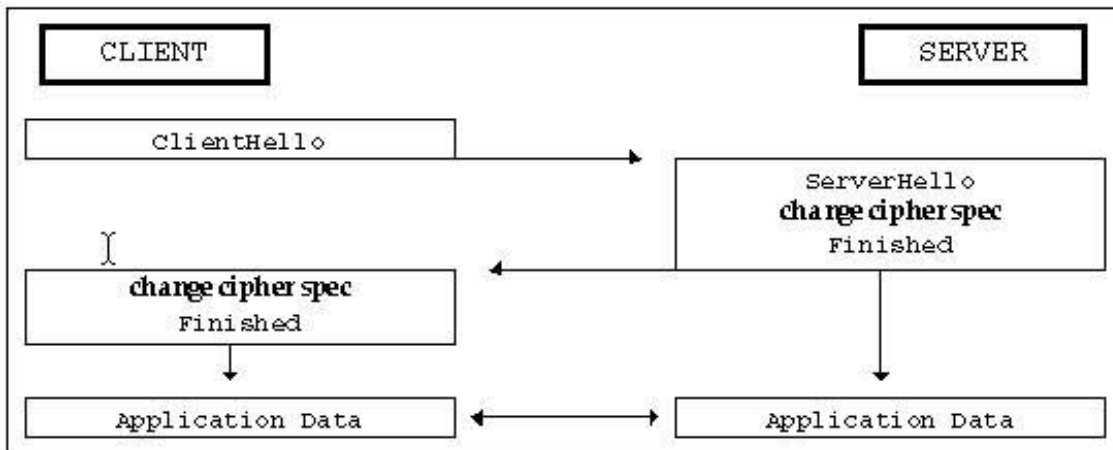 CLIENT
SERVER
ClientHello
ServerHello
change cipher spec
Finished
change cipher spec
Finished
Application Data
Application Data